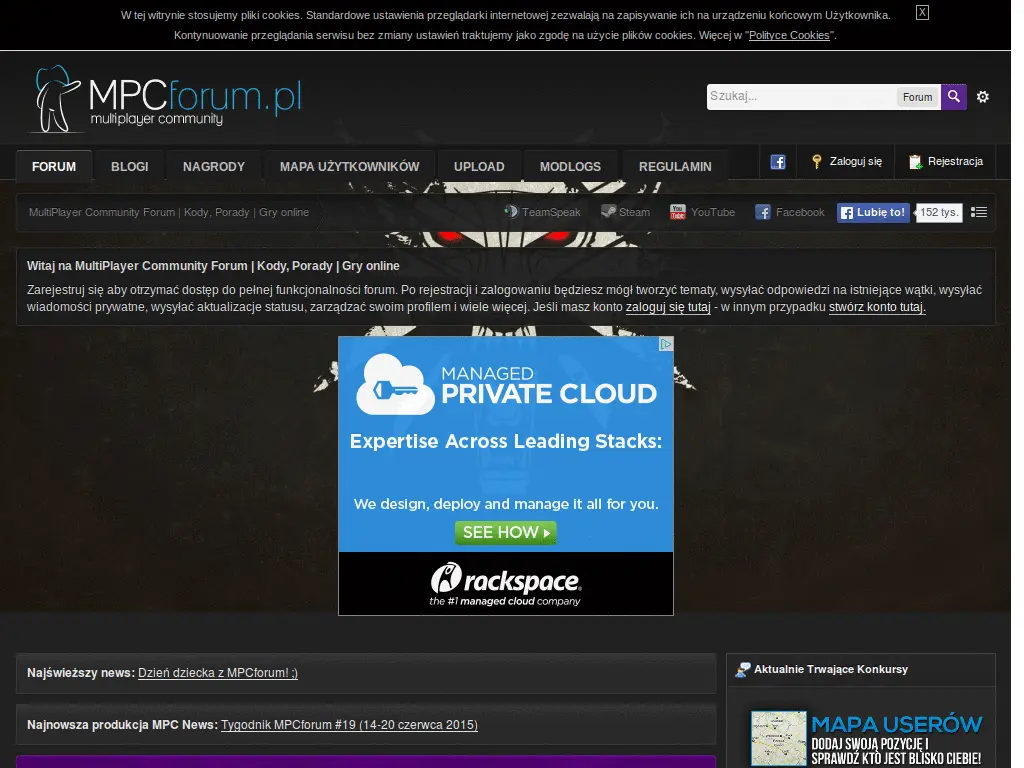 W tej witrynie stosujemy pliki cookies. Standardowe ustawienia przeglądarki internetowej zezwalają na zapisywanie ich na urządzeniu końcowym Użytkownika.
Kontynuowanie przeglądania serwisu bez zmiany ustawień traktujemy jako zgodę na użycie plików cookies. Więcej w "Polityce Cookies".
X
MPCforum.pl
multiplayer community
Szukaj...
Forum
FORUM
BLOGI
NAGRODY
MAPA UŻYTKOWNIKÓW
UPLOAD
MODLOGS
REGULAMIN
Zaloguj się
Rejestracja
MultiPlayer Community Forum | Kody, Porady | Gry online
TeamSpeak
Steam
You Tube
YouTube
Facebook
Lubię to!
152 tys.
Witaj na MultiPlayer Community Forum | Kody, Porady | Gry online
Zarejestruj się aby otrzymać dostęp do pełnej funkcjonalności forum. Po rejestracji i zalogowaniu będziesz mógł tworzyć tematy, wysyłać odpowiedzi na istniejące wątki, wysyłać
wiadomości prywatne, wysyłać aktualizacje statusu, zarządzać swoim profilem i wiele więcej. Jeśli masz konto zaloguj się tutaj - w innym przypadku stwórz konto tutaj.
MANAGED
PRIVATE CLOUD
Expertise Across Leading Stacks:
We design, deploy and manage it all for you.
SEE HOW
rackspace®
the #1 managed cloud company
Najświeższy news: Dzień dziecka z MPCforum! ;)
Najnowsza produkcja MPC News: Tygodnik MPCforum #19 (14-20 czerwca 2015)
Aktualnie Trwające Konkursy
MAPA USERÓW
DODAJ SWOJĄ POZYCJĘ I
SPRAWDŹ KTO JEST BLISKO CIEBIE!